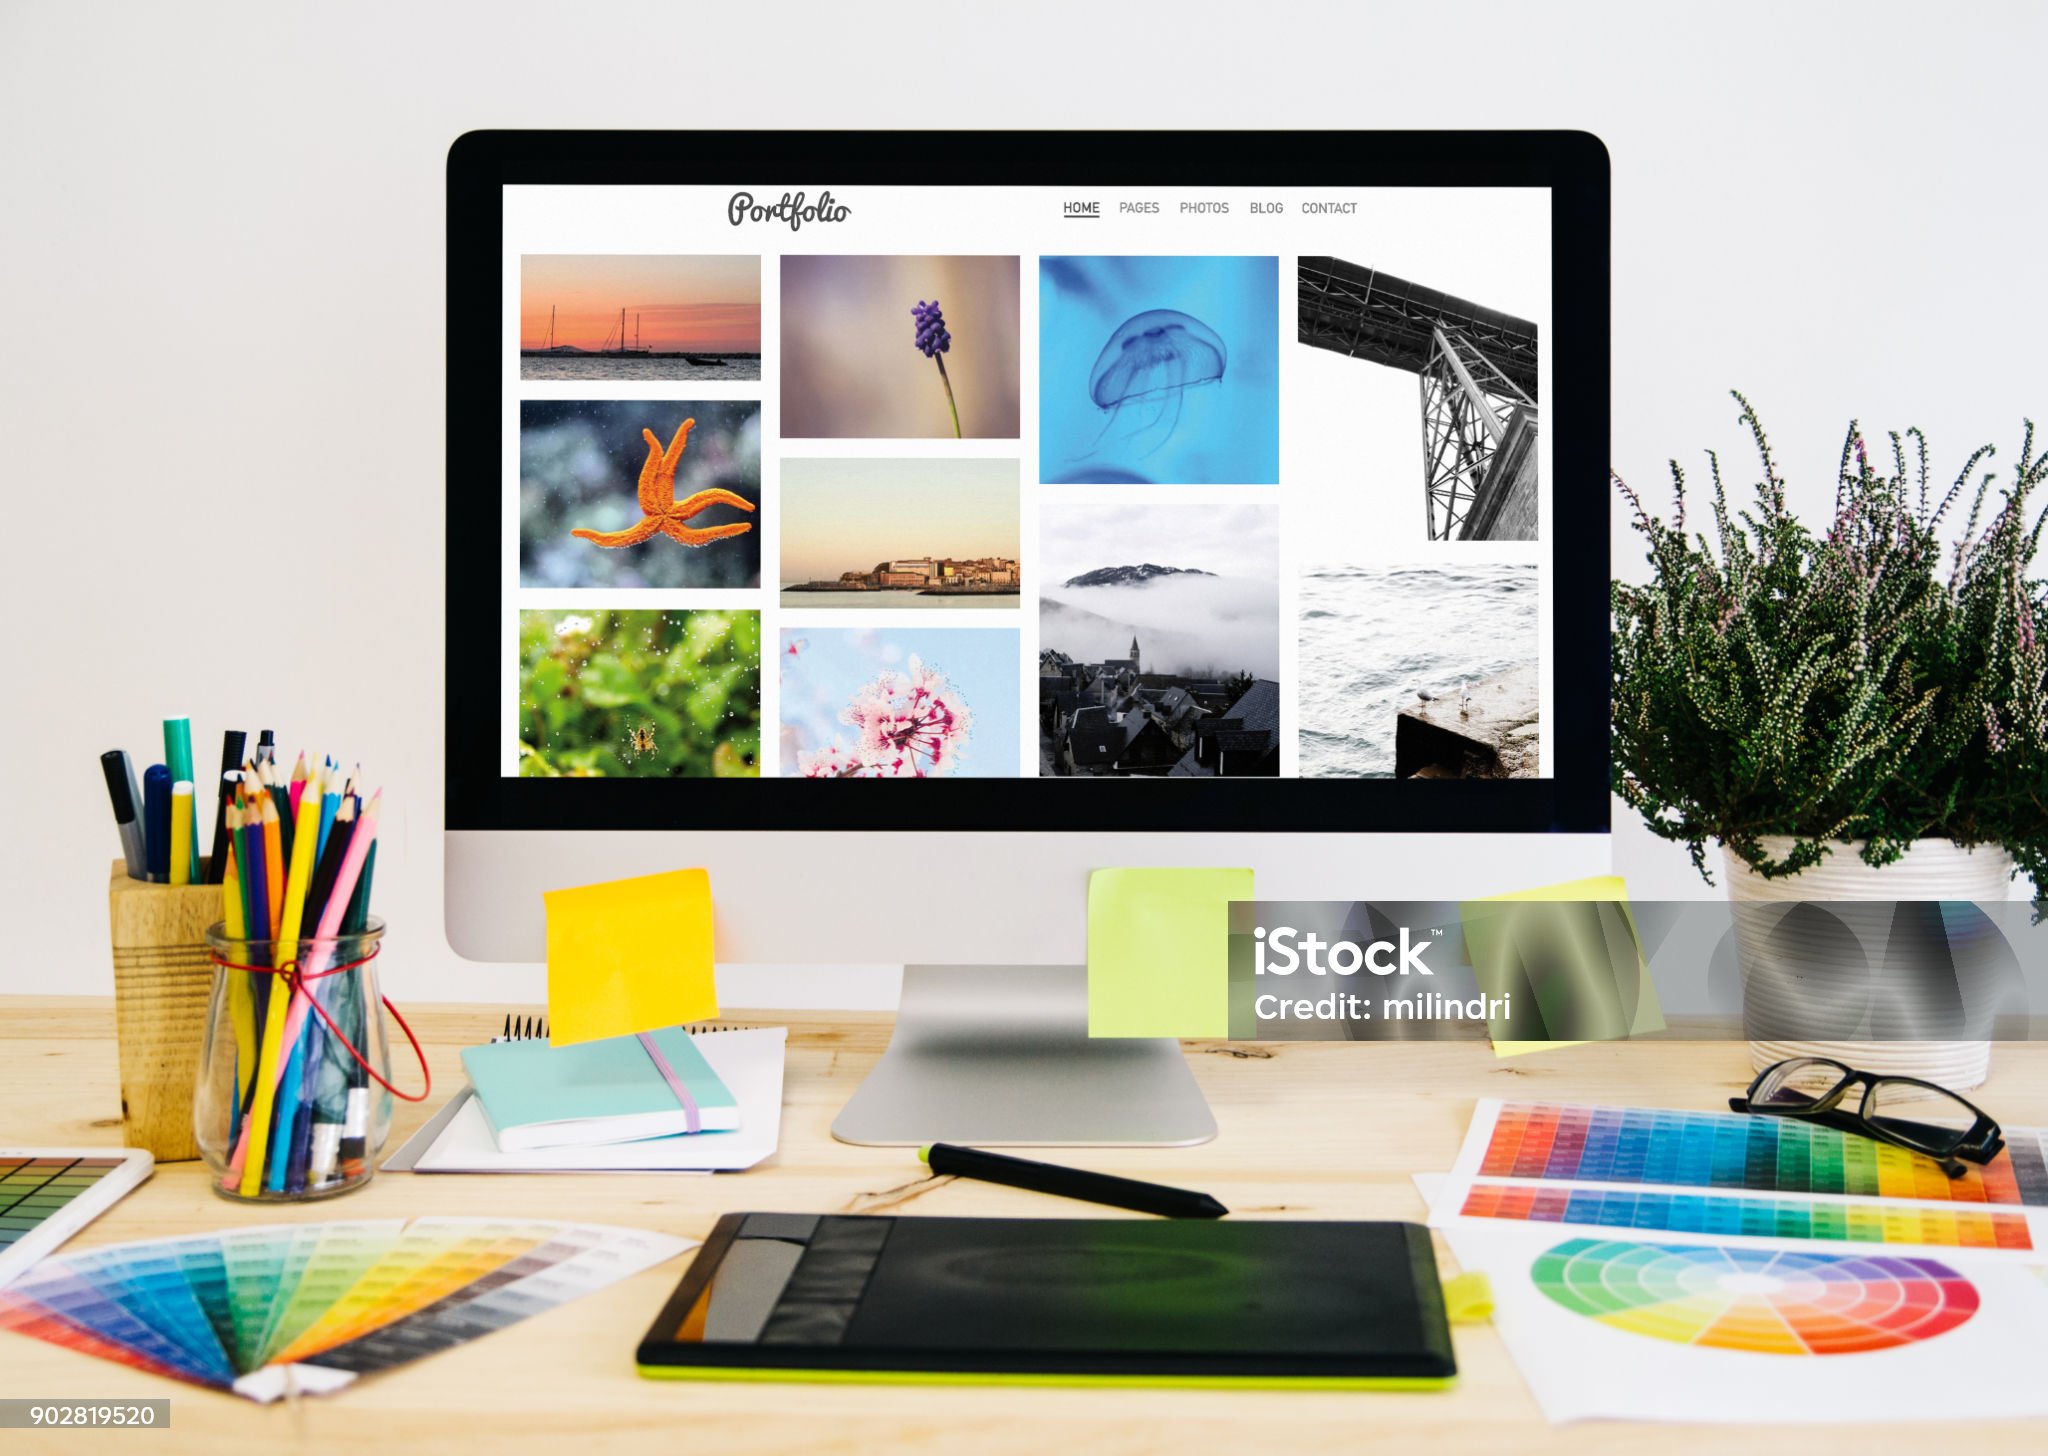 Portfolio
HOME PAGES PHOTOS BLOG CONTACT
iStock™
Credit: milindri
902819520